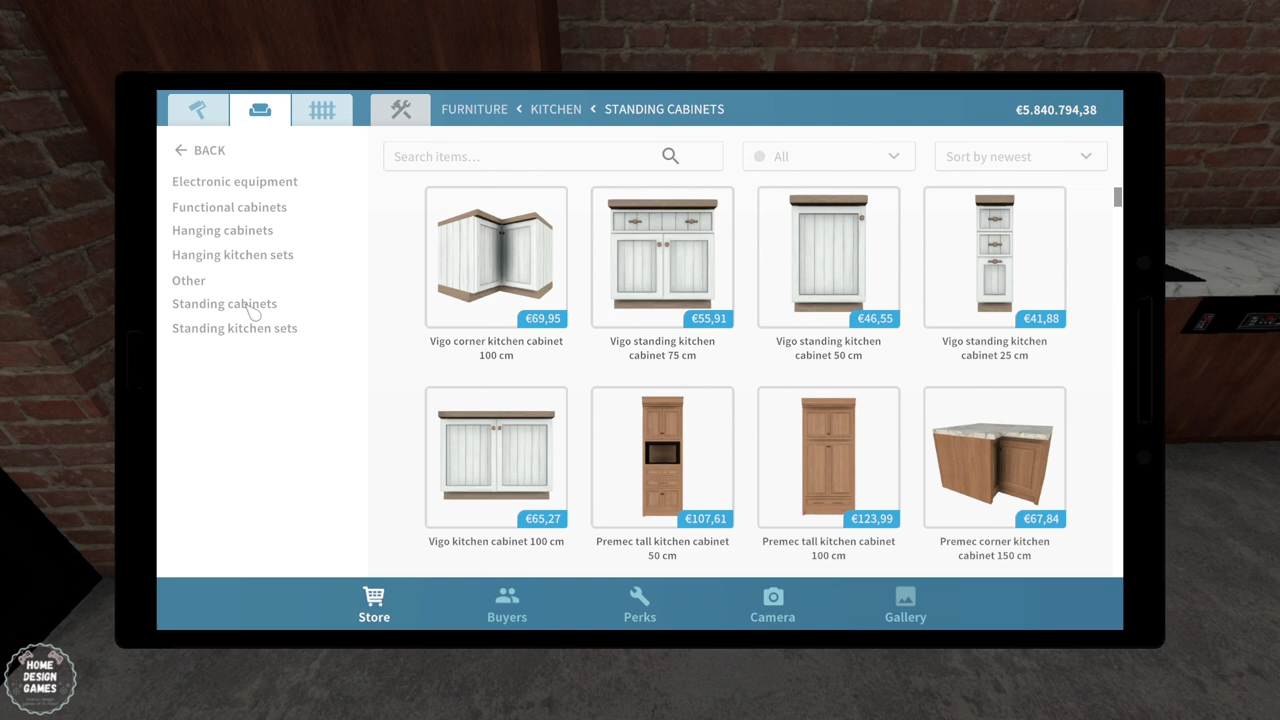 FURNITURE < KITCHEN < STANDING CABINETS
€5.840.794,38
BACK
Electronic equipment
Functional cabinets
Hanging cabinets
Hanging kitchen sets
Other
Standing cabinets
Standing kitchen sets
Search items...
All
Sort by newest
€69,95
Vigo corner kitchen cabinet
100 cm
€55,91
Vigo standing kitchen
cabinet 75 cm
€46,55
Vigo standing kitchen
cabinet 50 cm
€41,88
Vigo standing kitchen
cabinet 25 cm
€65,27
Vigo kitchen cabinet 100 cm
€107,61
Premec tall kitchen cabinet
50 cm
€123,99
Premec tall kitchen cabinet
100 cm
€67,84
Premec corner kitchen
cabinet 150 cm
Store
Buyers
Perks
Camera
Gallery
HOME
DESIGN
GAMES